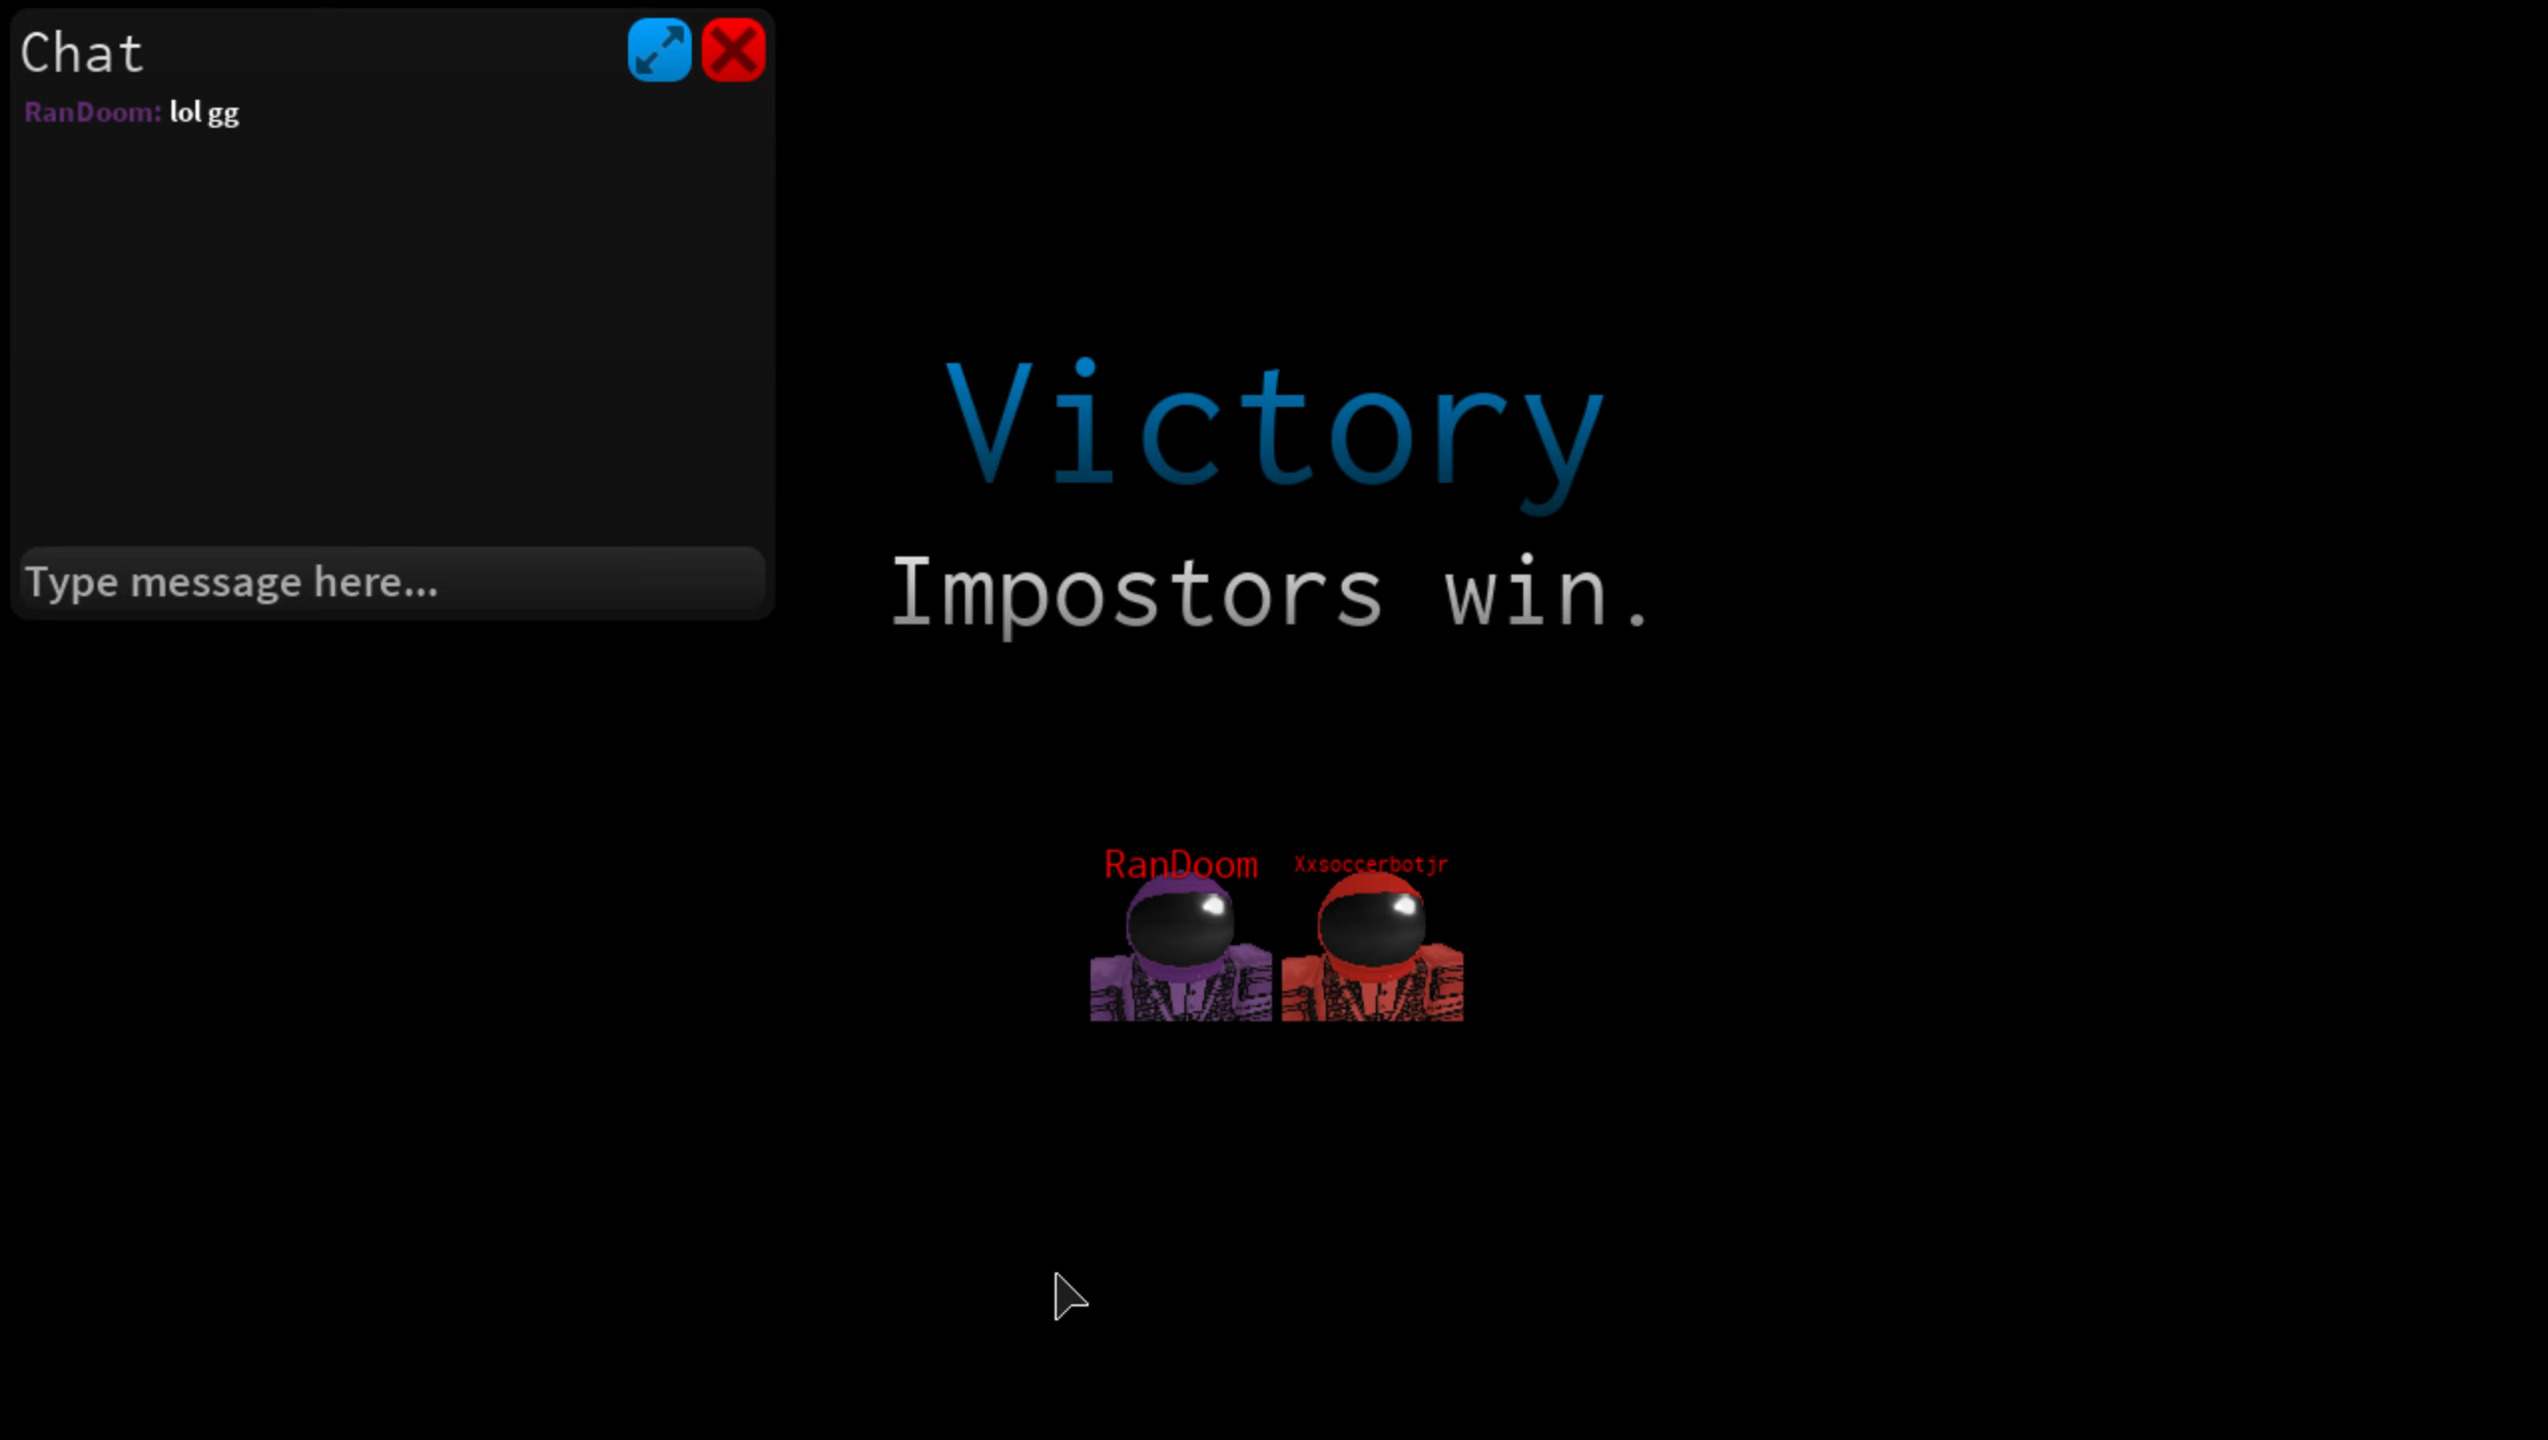 Chat
RanDoom: lol gg
Type message here...
Victory
Impostors win.
RanDoom
Xxsoccerbotjr